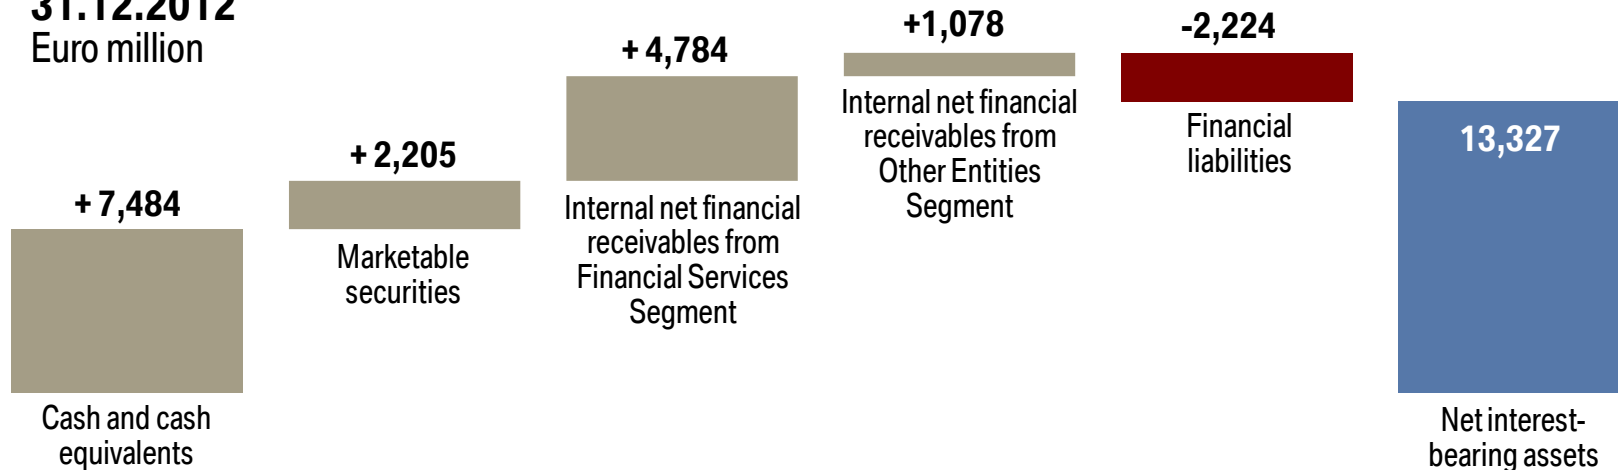 31.12.2012
Euro million
+ 7,484
Cash and cash
equivalents
+ 2,205
Marketable
securities
+ 4,784
Internal net financial
receivables from
Financial Services
Segment
+1,078
Internal net financial
receivables from
Other Entities
Segment
-2,224
Financial
liabilities
13,327
Net interest-
bearing assets